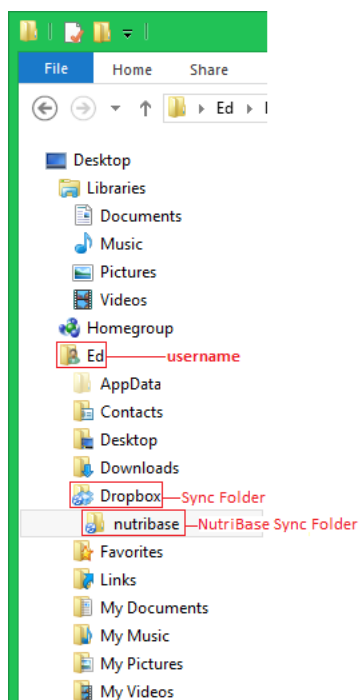 File Home Share
Ed
Desktop
Libraries
Documents
Music
Pictures
Videos
Homegroup
Ed username
AppData
Contacts
Desktop
Downloads
Dropbox Sync Folder
nutribase NutriBase Sync Folder
Favorites
Links
My Documents
My Music
My Pictures
My Videos